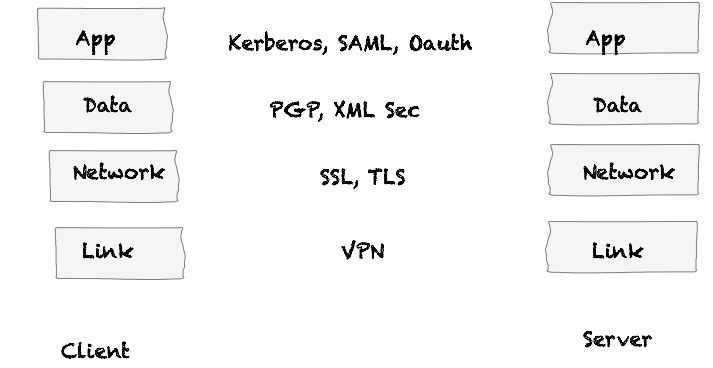 App Kerberos, SAML, Oauth App
Data PGP, XML Sec Data
Network SSL, TLS Network
Link VPN Link
Client Server